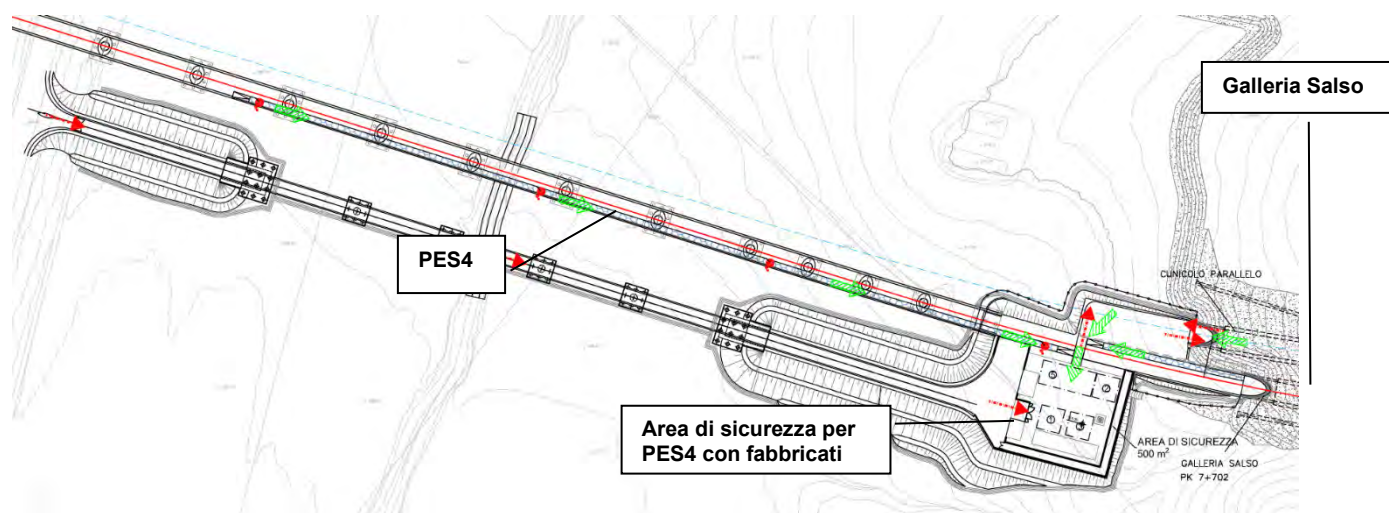 Galleria Salso
CUNICOLO PARALLELO
PES4
Area di sicurezza per
PES4 con fabbricati
AREA DI SICUREZZA
500 m²
GALLERIA SALSO
PK 7+702